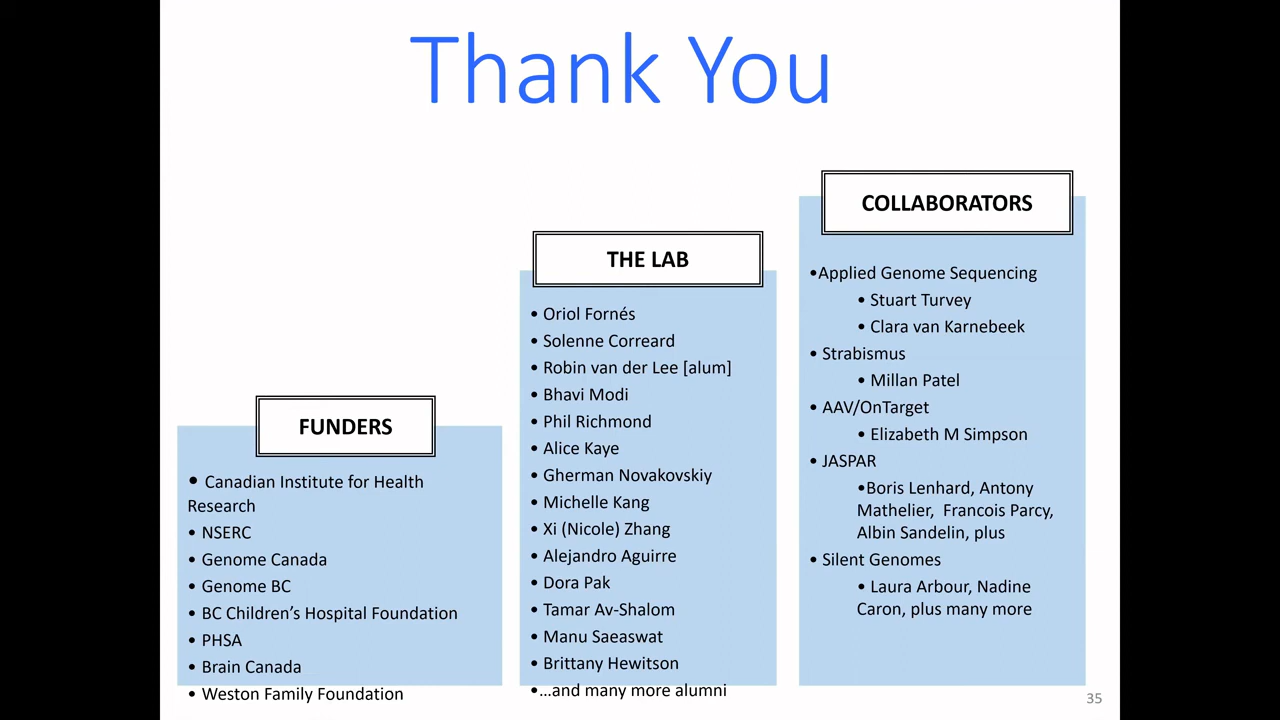 Thank You
FUNDERS
• Canadian Institute for Health
Research
• NSERC
• Genome Canada
• Genome BC
• BC Children’s Hospital Foundation
• PHSA
• Brain Canada
• Weston Family Foundation
THE LAB
• Oriol Fornés
• Solenne Correard
• Robin van der Lee [alum]
• Bhavi Modi
• Phil Richmond
• Alice Kaye
• Gherman Novakovskiy
• Michelle Kang
• Xi (Nicole) Zhang
• Alejandro Aguirre
• Dora Pak
• Tamar Av-Shalom
• Manu Saeaswat
• Brittany Hewitson
•...and many more alumni
COLLABORATORS
•Applied Genome Sequencing
• Stuart Turvey
• Clara van Karnebeek
• Strabismus
• Millan Patel
• AAV/OnTarget
• Elizabeth M Simpson
• JASPAR
•Boris Lenhard, Antony
Mathelier, Francois Parcy,
Albin Sandelin, plus
• Silent Genomes
• Laura Arbour, Nadine
Caron, plus many more
35